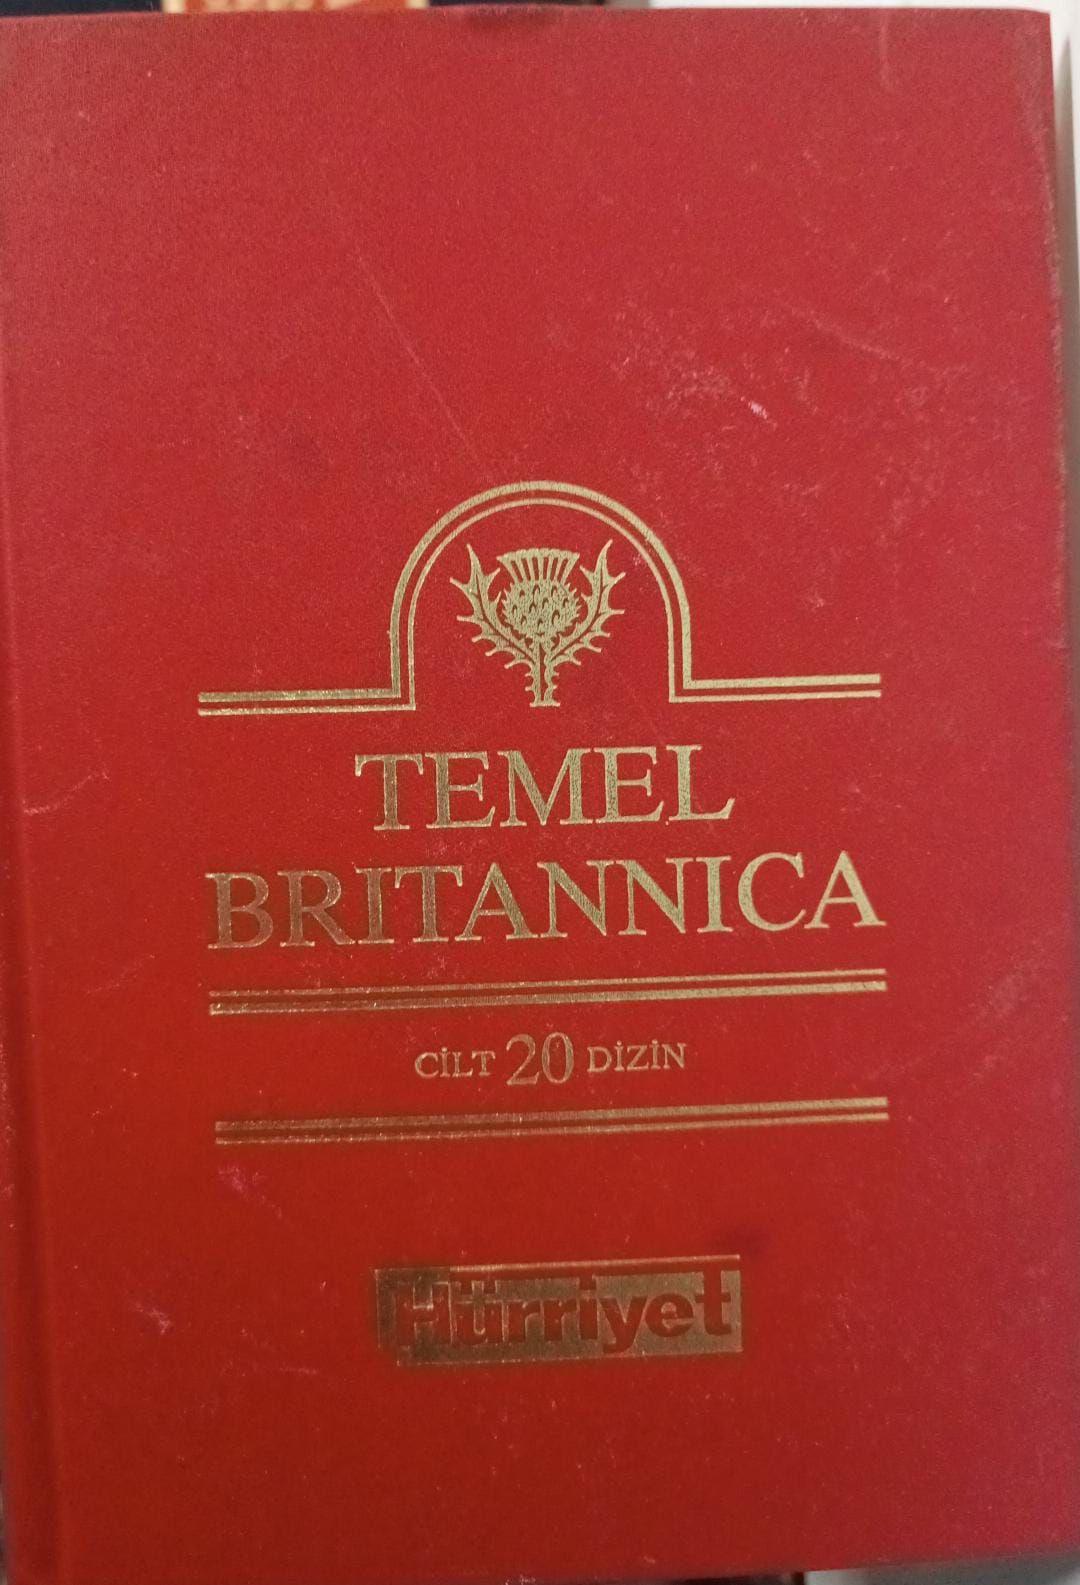 TEMEL
BRITANNICA
CİLT 20 DİZİN
Hürriyet